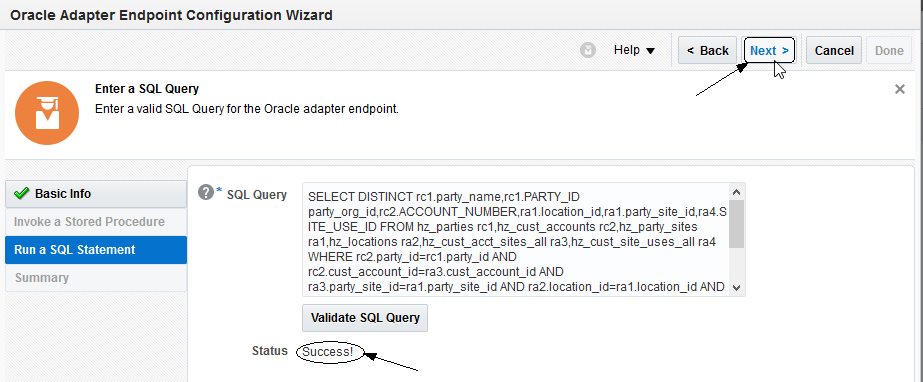 Oracle Adapter Endpoint Configuration Wizard
Help
< Back
Next >
Cancel
Done
Enter a SQL Query
Enter a valid SQL Query for the Oracle adapter endpoint.
Basic Info
Invoke a Stored Procedure
Run a SQL Statement
Summary
? * SQL Query
SELECT DISTINCT rc1.party_name,rc1.PARTY_ID
party_org_id,rc2.ACCOUNT_NUMBER,ra1.location_id,ra1.party_site_id,ra4.S
ITE_USE_ID FROM hz_parties rc1,hz_cust_accounts rc2,hz_party_sites
ra1,hz_locations ra2,hz_cust_acct_sites_all ra3,hz_cust_site_uses_all ra4
WHERE rc2.party_id=rc1.party_id AND
rc2.cust_account_id=ra3.cust_account_id AND
ra3.party_site_id=ra1.party_site_id AND ra2.location_id=ra1.location_id AND
Validate SQL Query
Status Success!